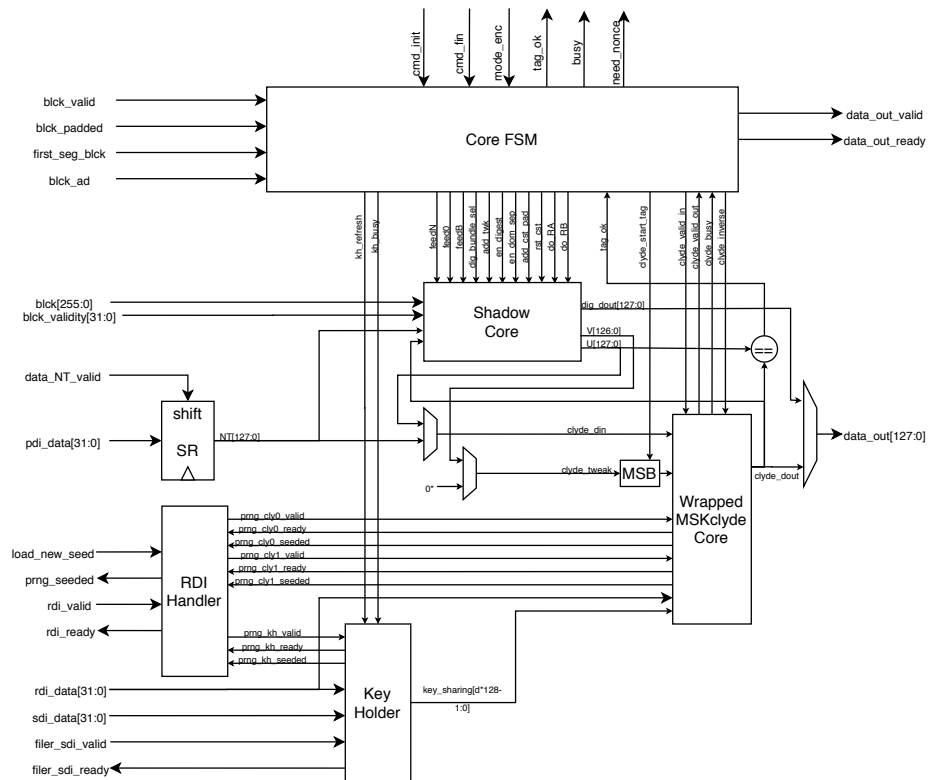 cmd_init
cmd_fin
mode_enc
tag_ok
busy
need_nonce
blck_valid
blck_padded
first_seg_blck
blck_ad
Core FSM
data_out_valid
data_out_ready
kh_refresh
kh_busy
feedN
feed0
feedB
dig_bundle_sel
add_twk
en_digest
en_dom_sep
add_cst_pad
rst_cst
do_RA
do_RB
tag_ok
clyde_start_tag
clyde_valid_in
clyde_valid_out
clyde_busy
clyde_inverse
blck[255:0]
blck_validity[31:0]
Shadow
Core
dig_dout[127:0]
V[126:0]
U[127:0]
==
data_NT_valid
shift
SR
pdi_data[31:0]
NT[127:0]
clyde_din
0*
clyde_tweak
MSB
Wrapped
MSKclyde
Core
clyde_dout
data_out[127:0]
prng_cly0_valid
prng_cly0_ready
prng_cly0_seeded
prng_cly1_valid
prng_cly1_ready
prng_cly1_seeded
load_new_seed
prng_seeded
rdi_valid
rdi_ready
RDI
Handler
prng_kh_valid
prng_kh_ready
prng_kh_seeded
rdi_data[31:0]
sdi_data[31:0]
filer_sdi_valid
filer_sdi_ready
Key
Holder
key_sharing[d*128-
1:0]